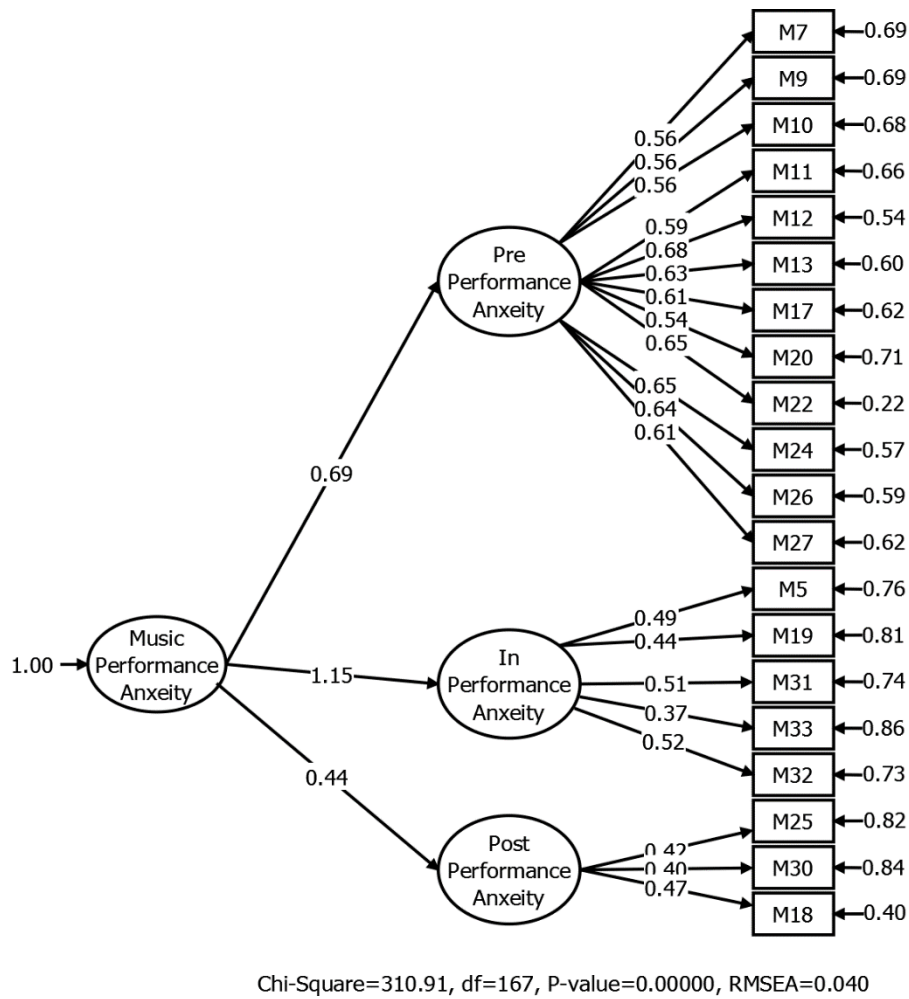 M7
0.69
M9
0.69
M10
0.68
M11
0.66
M12
0.54
M13
0.60
M17
0.62
M20
0.71
M22
0.22
M24
0.57
M26
0.59
M27
0.62
M5
0.76
M19
0.81
M31
0.74
M33
0.86
M32
0.73
M25
0.82
M30
0.84
M18
0.40
0.56
0.56
0.56
0.59
0.68
0.63
0.61
0.54
0.65
0.65
0.64
0.61
0.49
0.44
0.51
0.37
0.52
0.42
0.40
0.47
Pre
Performance
Anxeity
In
Performance
Anxeity
Post
Performance
Anxeity
0.69
1.15
0.44
1.00
Music
Performance
Anxeity
Chi-Square=310.91, df=167, P-value=0.00000, RMSEA=0.040